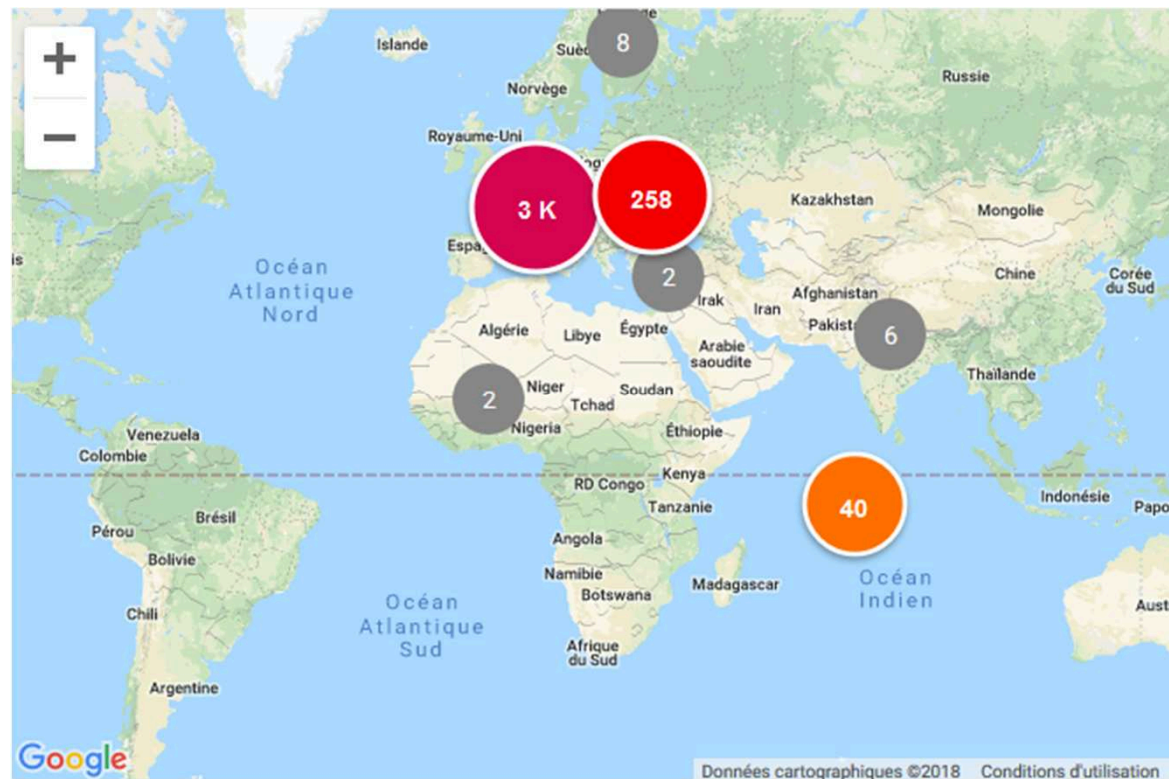 +
−
8
Islande
Suèd
Norvège
Russie
Royaume-Uni
3 K
258
Kazakhstan
Mongolie
Espa
is
Océan
Atlantique
Nord
2
Irak
Iran
Afghanistan
Chine
Corée
du Sud
Algérie
Libye
Égypte
Pakist
6
Arabie
saoudite
Thaïlande
2
Niger
Tchad
Soudan
Nigeria
Éthiopie
Venezuela
Colombie
RD Congo
Kenya
Tanzanie
40
Indonésie
Papo
Pérou
Brésil
Bolivie
Angola
Namibie
Botswana
Madagascar
Océan
Indien
Aust
Chili
Océan
Atlantique
Sud
Afrique
du Sud
Argentine
Google
Données cartographiques ©2018 Conditions d'utilisation